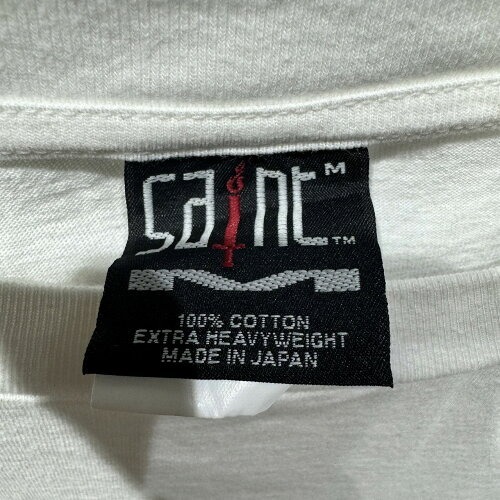 SAINT M
TM
M
100% COTTON
EXTRA HEAVYWEIGHT
MADE IN JAPAN